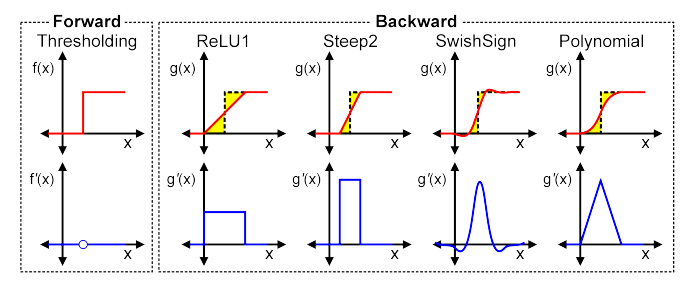 Forward
Backward
Thresholding
ReLU1
Steep2
SwishSign
Polynomial
f(x)
g(x)
g(x)
g(x)
g(x)
x
x
x
x
x
f′(x)
g′(x)
g′(x)
g′(x)
g′(x)
x
x
x
x
x